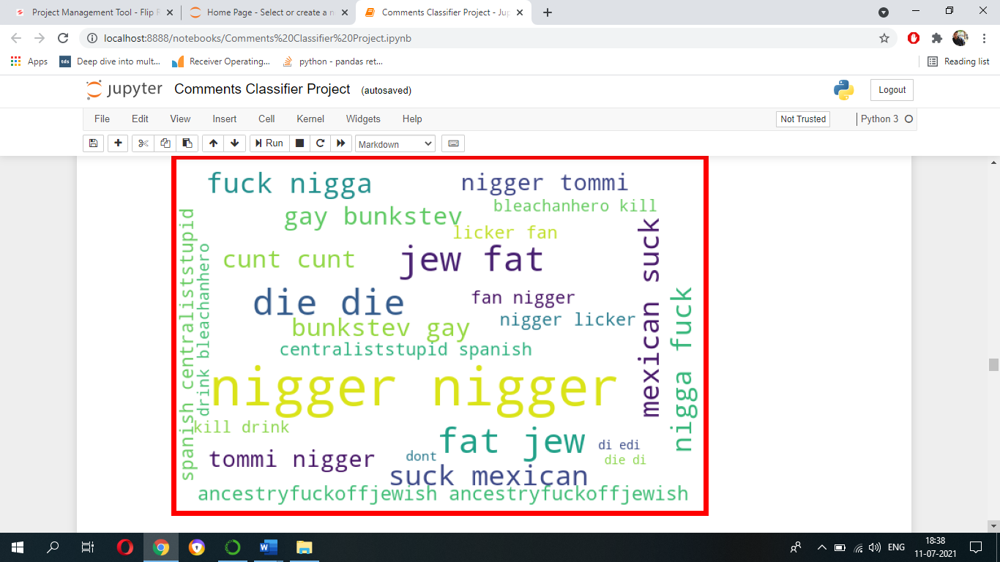 Project Management Tool - Flip R
Home Page - Select or create a n
Comments Classifier Project - Jup
localhost:8888/notebooks/Comments%20Classifier%20Project.ipynb
Apps
tds Deep dive into mult...
Receiver Operating...
python - pandas ret...
Reading list
jupyter Comments Classifier Project (autosaved)
Logout
File Edit View Insert Cell Kernel Widgets Help
Not Trusted
Python 3
Run
Markdown
fuck nigga
nigger tommi
bleachanhero kill
gay bunkstev
licker fan
cunt cunt
jew fat
die die
fan nigger
nigger licker
bunkstev gay
centraliststupid spanish
nigger nigger
kill drink
fat jew
di edi
tommi nigger
dont
die di
suck mexican
ancestryfuckoffjewish ancestryfuckoffjewish
spanish centraliststupid
drink bleachanhero
mexican suck
nigga fuck
W
ENG
18:38
11-07-2021